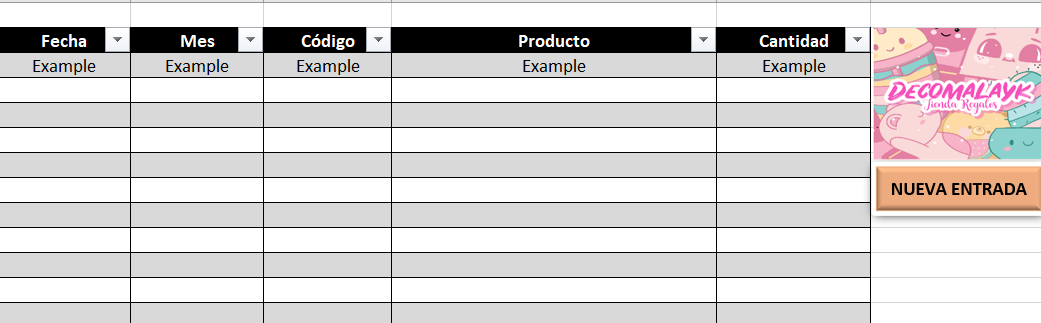 Fecha Mes Código Producto Cantidad
Example Example Example Example Example
DECOMALAYK
Tienda Regalos
NUEVA ENTRADA